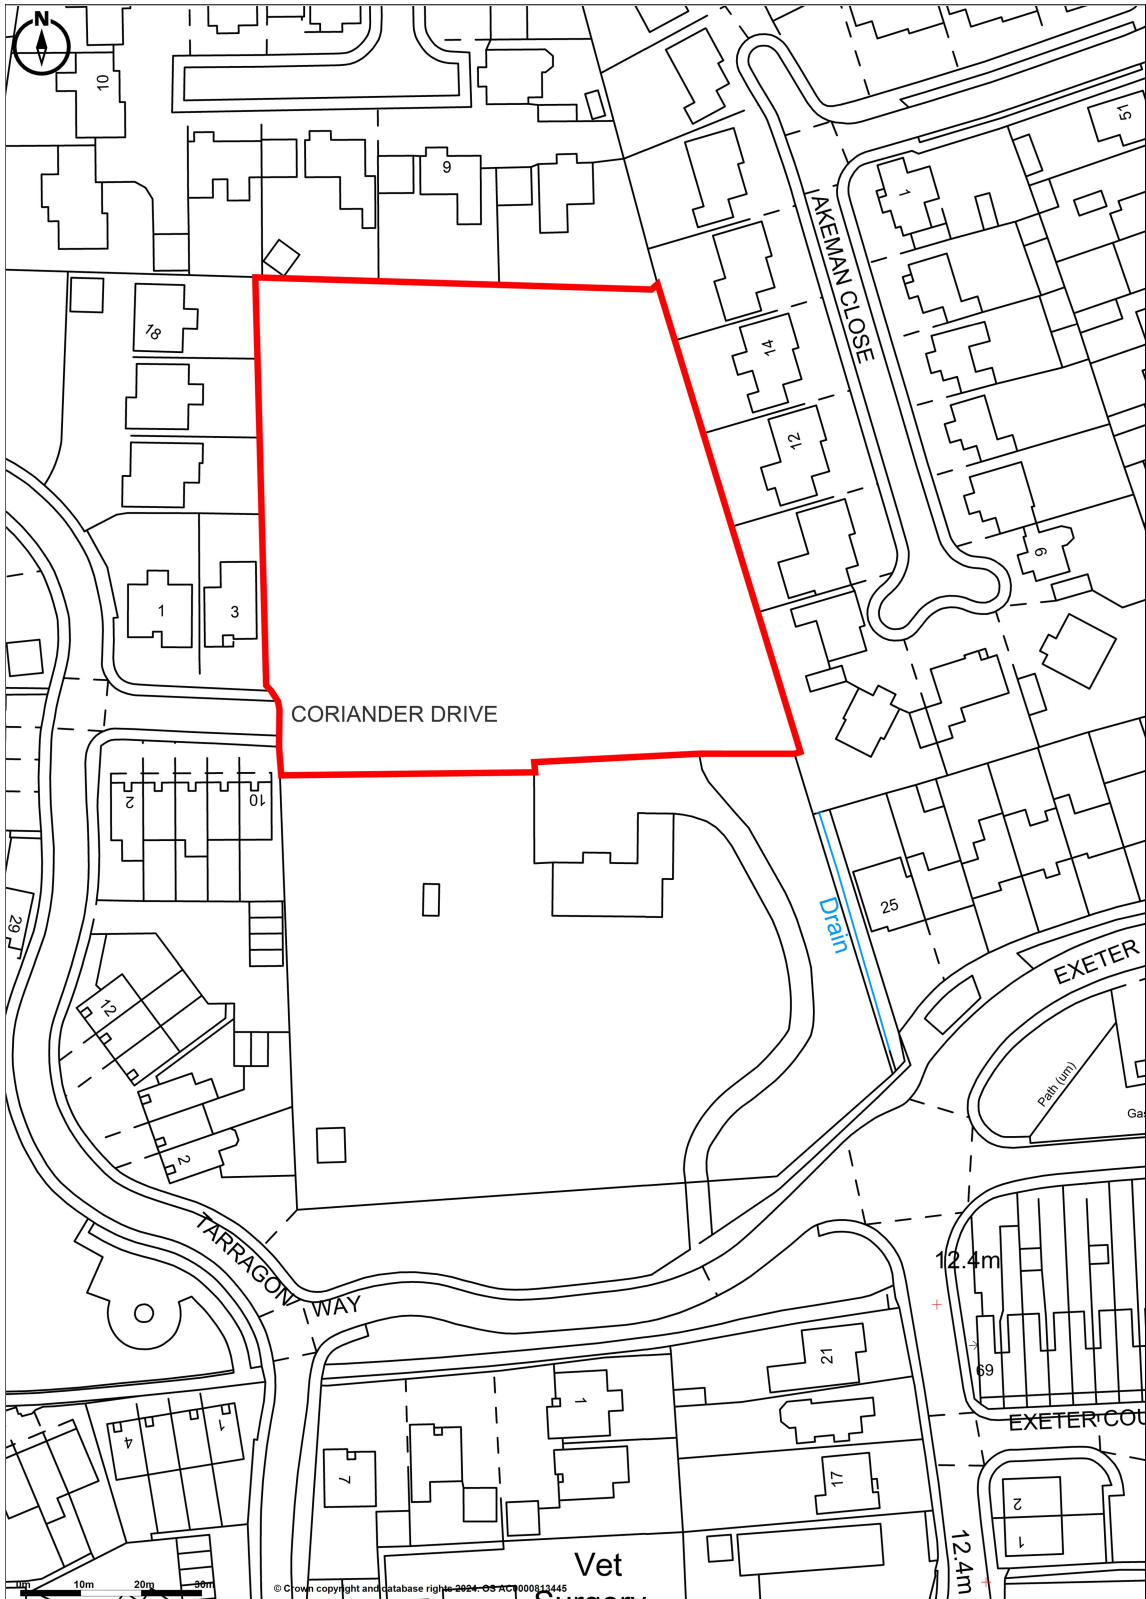 N
10
51
9
1
AKEMAN CLOSE
18
14
12
6
1
3
CORIANDER DRIVE
2
10
29
25
Drain
EXETER
12
Path (um)
Gas
2
TARRAGON WAY
12.4m
69
21
EXETER COU
1
4
1
7
17
2
1
12.4m
Vet
Surgery
0m 10m 20m 30m
© Crown copyright and database rights 2024. OS AC0000813445